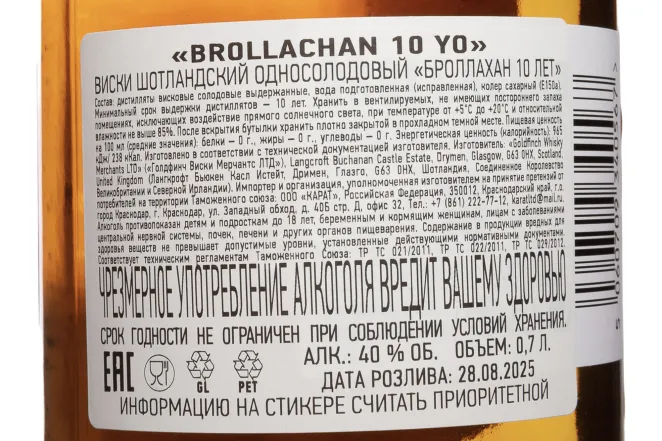 «BROLLACHAN 10 YO»
ВИСКИ ШОТЛАНДСКИЙ ОДНОСОЛОДОВЫЙ «БРОЛЛАХАН 10 ЛЕТ»
Состав: дистилляты висковые солодовые выдержанные, вода подготовленная (исправленная), колер сахарный (Е150а).
Минимальный срок выдержки дистиллятов – 10 лет. Хранить в вентилируемых, не имеющих постороннего запаха
помещениях, исключающих воздействие прямого солнечного света, при температуре от +5°С до +20°С и относительной
влажности не выше 85%. После вскрытия бутылки хранить плотно закрытой в прохладном темной месте. Пищевая ценность
на 100 мл (средние значения): белки – 0 г., жиры – 0 г., углеводы – 0 г. Энергетическая ценность (калорийность): 965
кДж/ 238 кКал. Изготовлено в соответствии с технической документацией изготовителя. Изготовитель: «Goldfinch Whisky
Merchants LTD» («Голдфинч Виски Мерчантс ЛТД»), Langcroft Buchanan Castle Estate, Drymen, Glasgow, G63 0HX, Scotland,
United Kingdom (Лангкрофт Бьюкен Касл Истейт, Дримен, Глазго, G63 0HX, Шотландия, Соединенное Королевство
Великобритании и Северной Ирландии). Импортер и организация, уполномоченная изготовителем на принятие претензий от
потребителей на территории Таможенного союза: ООО «КАРАТ», Российская Федерация, 350012, Краснодарский край, г.о.
город Краснодар, г. Краснодар, ул. Западный обход, д. 40Б стр. Д, офис 32, Тел.: +7 (861) 222-77-12, karatltd@mail.ru.
Алкоголь противопоказан детям и подросткам до 18 лет, беременным и кормящим женщинам, лицам с заболеваниями
центральной нервной системы, почек, печени и других органов пищеварения. Содержание в продукции вредных для
здоровья веществ не превышает допустимые уровни, установленные действующими нормативными документами.
Соответствует техническим регламентам Таможенного Союза: ТР ТС 021/2011, ТР ТС 022/2011, ТР ТС 029/2012.
ЧРЕЗМЕРНОЕ УПОТРЕБЛЕНИЕ АЛКОГОЛЯ ВРЕДИТ ВАШЕМУ ЗДОРОВЬЮ
СРОК ГОДНОСТИ НЕ ОГРАНИЧЕН ПРИ СОБЛЮДЕНИИ УСЛОВИЙ ХРАНЕНИЯ.
EAC GL PET АЛК.: 40 % ОБ. ОБЪЕМ: 0,7 Л.
ДАТА РОЗЛИВА: 28.08.2025
ИНФОРМАЦИЮ НА СТИКЕРЕ СЧИТАТЬ ПРИОРИТЕТНОЙ